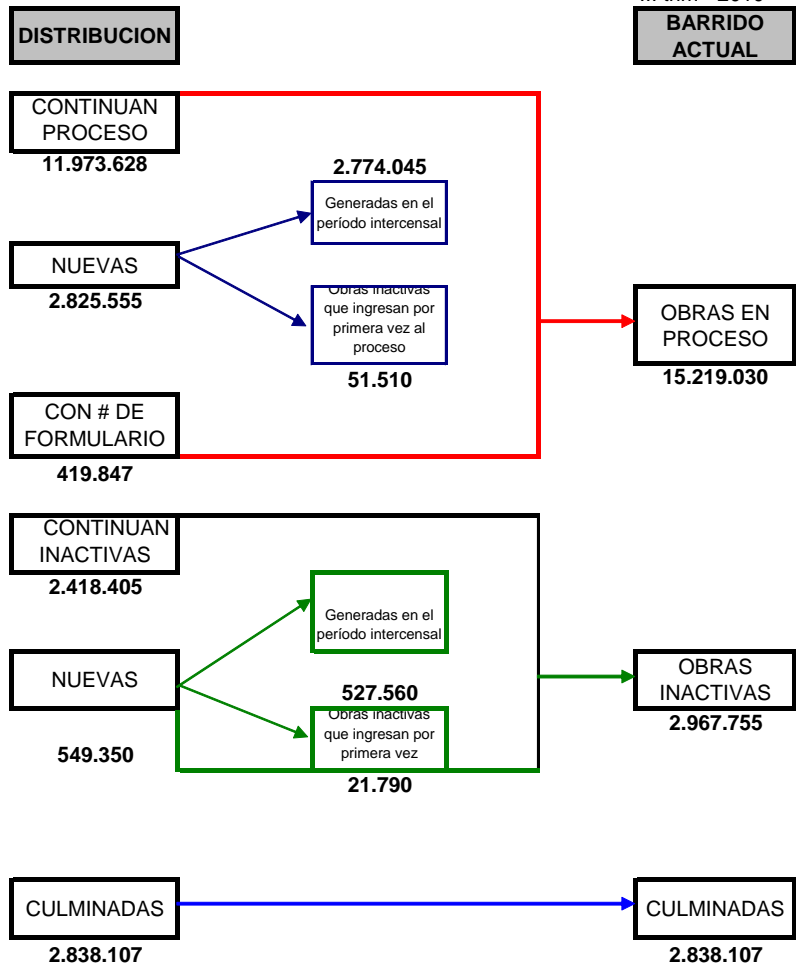 DISTRIBUCION
BARRIDO
ACTUAL
CONTINUAN
PROCESO
11.973.628
2.774.045
Generadas en el
período intercensal
NUEVAS
2.825.555
Obras inactivas
que ingresan por
primera vez al
proceso
51.510
OBRAS EN
PROCESO
15.219.030
CON # DE
FORMULARIO
419.847
CONTINUAN
INACTIVAS
2.418.405
Generadas en el
período intercensal
NUEVAS
527.560
549.350
Obras inactivas
que ingresan por
primera vez
21.790
OBRAS
INACTIVAS
2.967.755
CULMINADAS
2.838.107
CULMINADAS
2.838.107